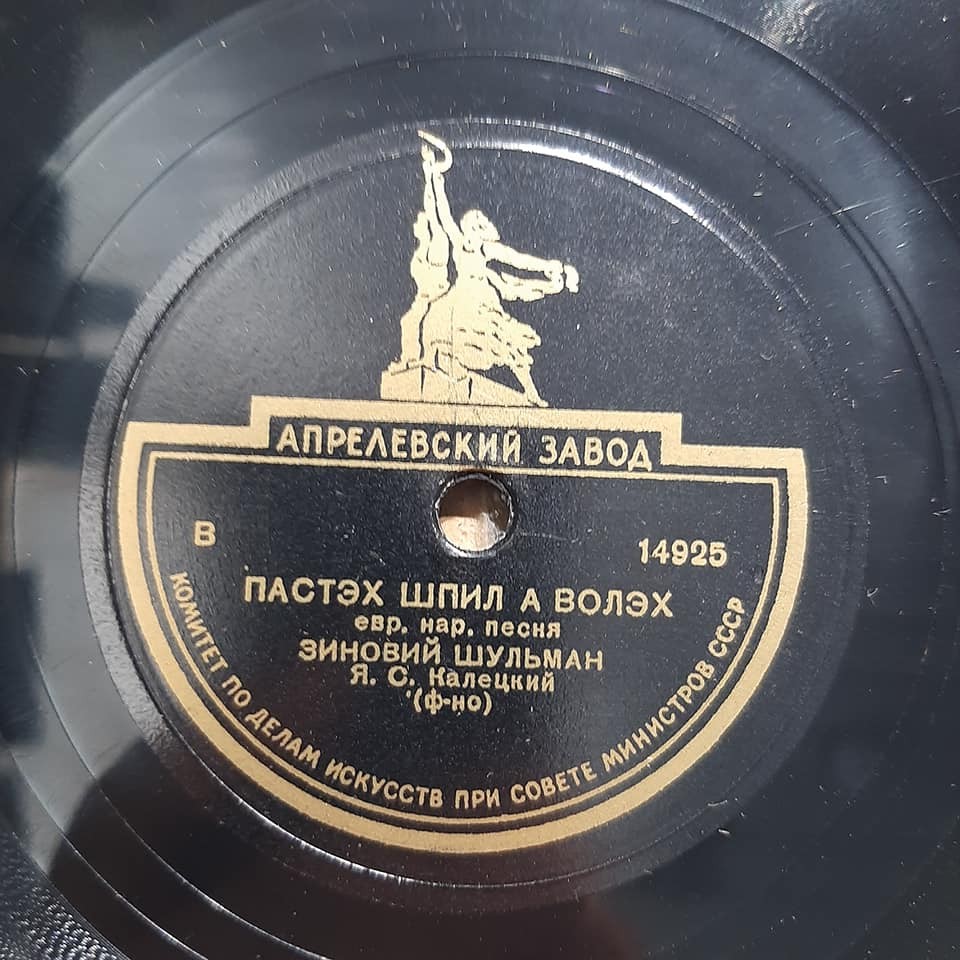 АПРЕЛЕВСКИЙ ЗАВОД
В
14925
ПАСТЭХ ШПИЛ А ВОЛЭХ
евр. нар. песня
ЗИНОВИЙ ШУЛЬМАН
Я. С. Калецкий
(ф-но)
КОМИТЕТ ПО ДЕЛАМ ИСКУССТВ ПРИ СОВЕТЕ МИНИСТРОВ СССР